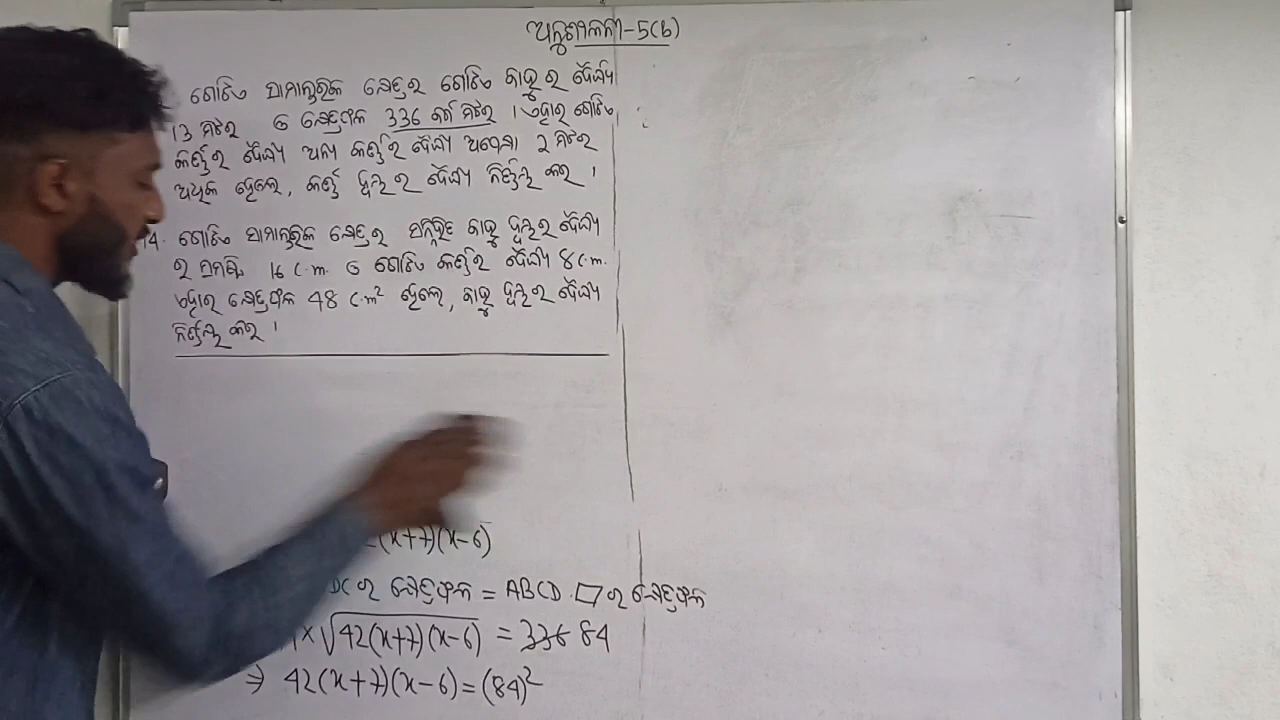 ଅନୁଶୀଳନୀ-5(b)
ଗୋଟିଏ ସାମାନ୍ତରିକ କ୍ଷେତ୍ରର ଗୋଟିଏ ବାହୁର ଦୈର୍ଘ୍ୟ
13 ମିଟର ଓ କ୍ଷେତ୍ରଫଳ 336 ବର୍ଗ ମିଟର । ଏହାର ଗୋଟିଏ
କର୍ଣ୍ଣର ଦୈର୍ଘ୍ୟ ଅନ୍ୟ କର୍ଣ୍ଣର ଦୈର୍ଘ୍ୟ ଅପେକ୍ଷା 2 ମିଟର
ଅଧିକ ହେଲେ, କର୍ଣ୍ଣ ଦ୍ୱୟର ଦୈର୍ଘ୍ୟ ନିର୍ଣ୍ଣୟ କର ।
14. ଗୋଟିଏ ସାମାନ୍ତରିକ କ୍ଷେତ୍ରର ସନ୍ନିହିତ ବାହୁ ଦ୍ୱୟର ଦୈର୍ଘ୍ୟ
ର ସମଷ୍ଟି 16 c.m. ଓ ଗୋଟିଏ କର୍ଣ୍ଣର ଦୈର୍ଘ୍ୟ 8 c.m.
ଏହାର କ୍ଷେତ୍ରଫଳ 48 c.m² ହେଲେ, ବାହୁ ଦ୍ୱୟର ଦୈର୍ଘ୍ୟ
ନିର୍ଣ୍ଣୟ କର ।
(x+7)(x-6)
ର କ୍ଷେତ୍ରଫଳ = ABCD ▱ ର କ୍ଷେତ୍ରଫଳ
× √42(x+7)(x-6) = 336 84
⇒ 42(x+7)(x-6) = (84)²